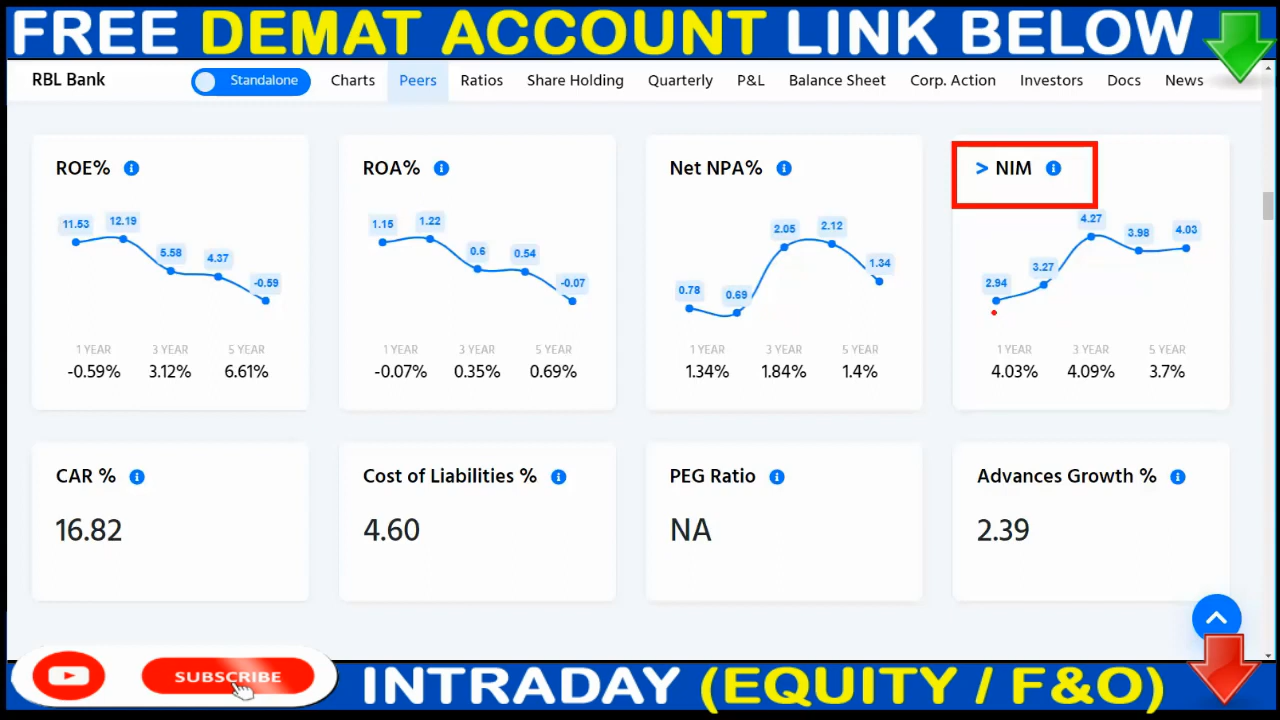 FREE DEMAT ACCOUNT LINK BELOW
RBL Bank Standalone Charts Peers Ratios Share Holding Quarterly P&L Balance Sheet Corp. Action Investors Docs News
ROE%
11.53 12.19 5.58 4.37 -0.59
1 YEAR 3 YEAR 5 YEAR
-0.59% 3.12% 6.61%
ROA%
1.15 1.22 0.6 0.54 -0.07
1 YEAR 3 YEAR 5 YEAR
-0.07% 0.35% 0.69%
Net NPA%
0.78 0.69 2.05 2.12 1.34
1 YEAR 3 YEAR 5 YEAR
1.34% 1.84% 1.4%
> NIM
2.94 3.27 4.27 3.98 4.03
1 YEAR 3 YEAR 5 YEAR
4.03% 4.09% 3.7%
CAR %
16.82
Cost of Liabilities %
4.60
PEG Ratio
NA
Advances Growth %
2.39
SUBSCRIBE
INTRADAY (EQUITY / F&O)